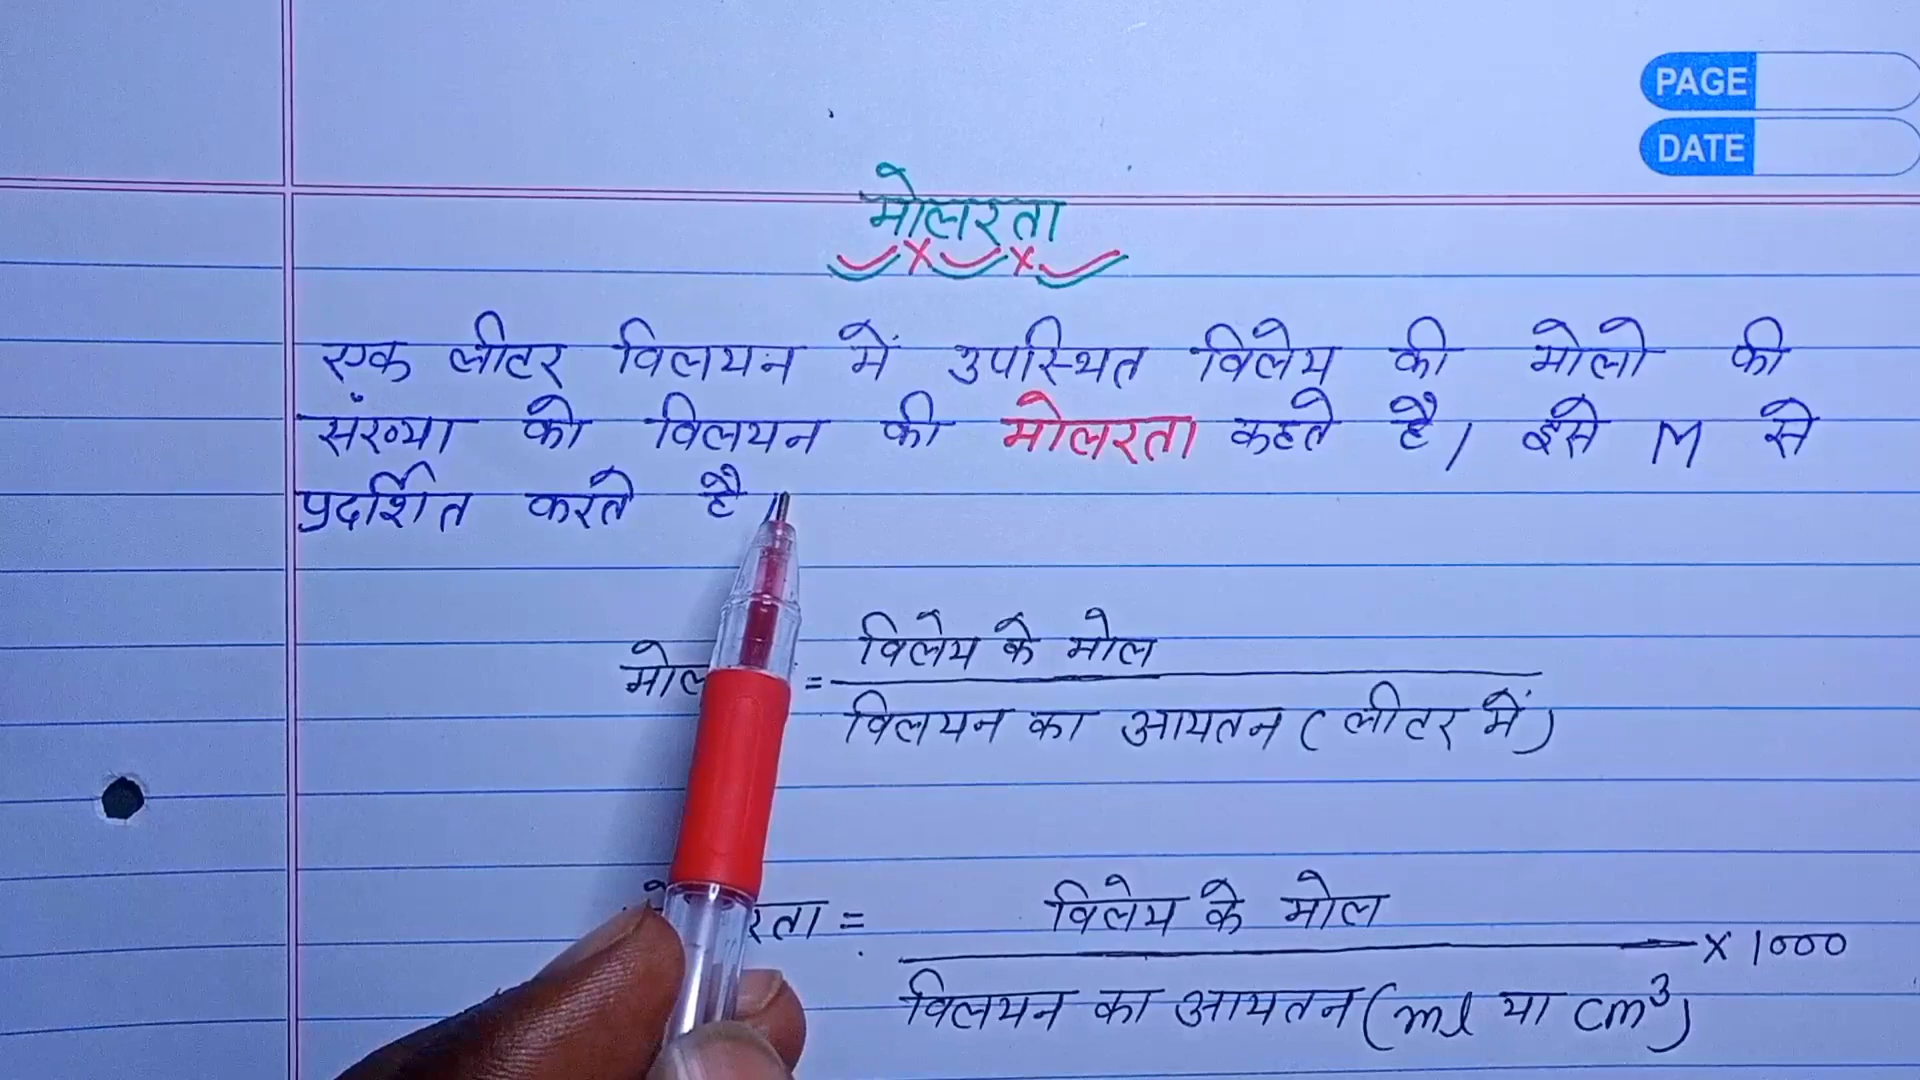 PAGE
DATE
मोलरता
एक लीटर विलयन में उपस्थित विलेय की मोलो की
संख्या को विलयन की मोलरता कहते है। इसे M से
प्रदर्शित करते है।
मोल = विलेय के मोल
विलयन का आयतन (लीटर में)
रता = विलेय के मोल × 1000
विलयन का आयतन (ml या cm³)